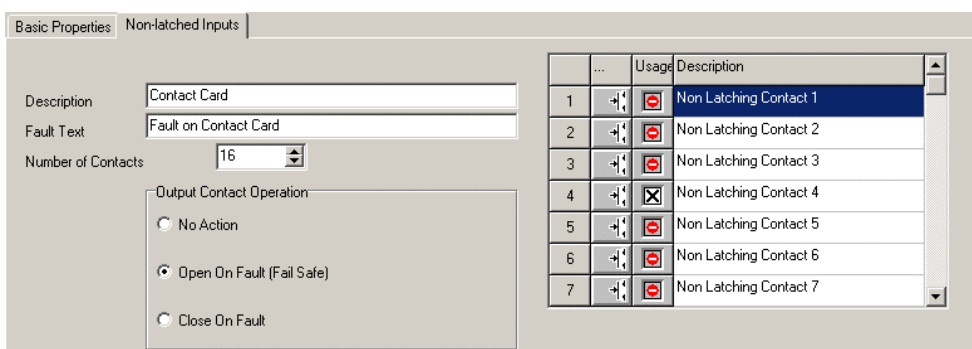 Basic Properties Non-latched Inputs
Description Contact Card
Fault Text Fault on Contact Card
Number of Contacts 16
Output Contact Operation
No Action
Open On Fault (Fail Safe)
Close On Fault
... Usage Description
1 Non Latching Contact 1
2 Non Latching Contact 2
3 Non Latching Contact 3
4 Non Latching Contact 4
5 Non Latching Contact 5
6 Non Latching Contact 6
7 Non Latching Contact 7